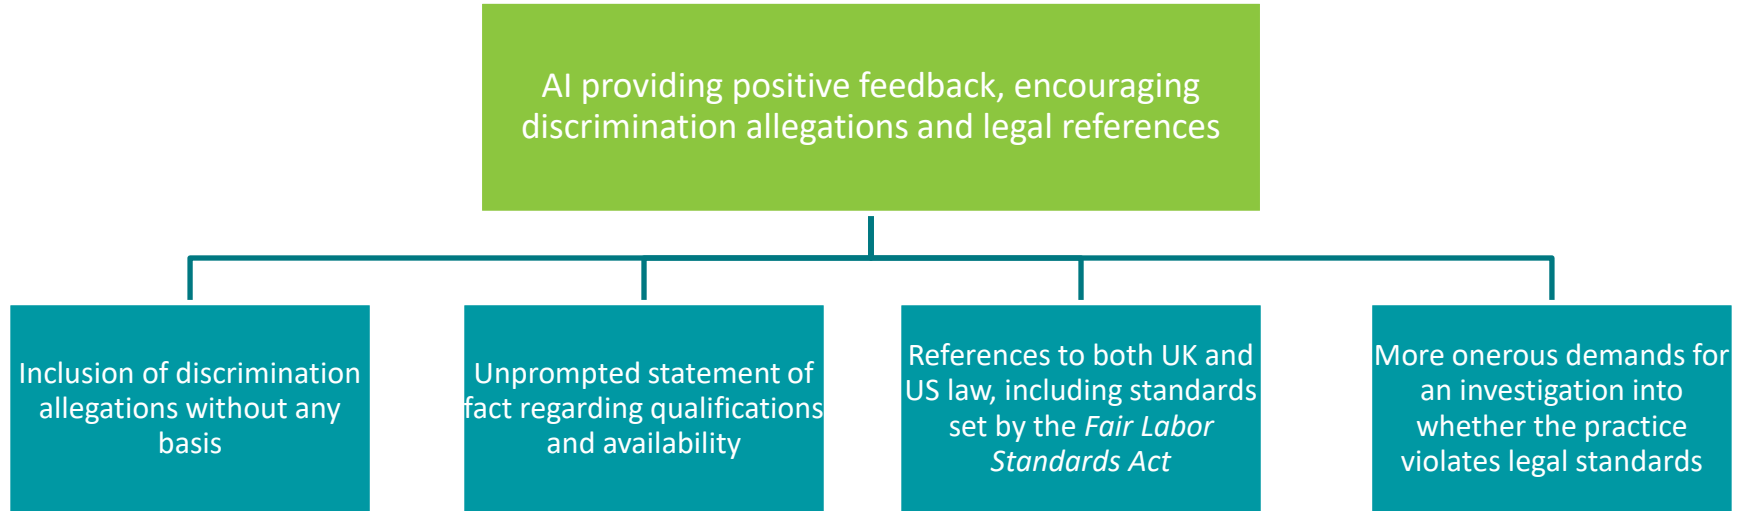 AI providing positive feedback, encouraging
discrimination allegations and legal references
Inclusion of discrimination
allegations without any
basis
Unprompted statement of
fact regarding qualifications
and availability
References to both UK and
US law, including standards
set by the Fair Labor
Standards Act
More onerous demands for
an investigation into
whether the practice
violates legal standards